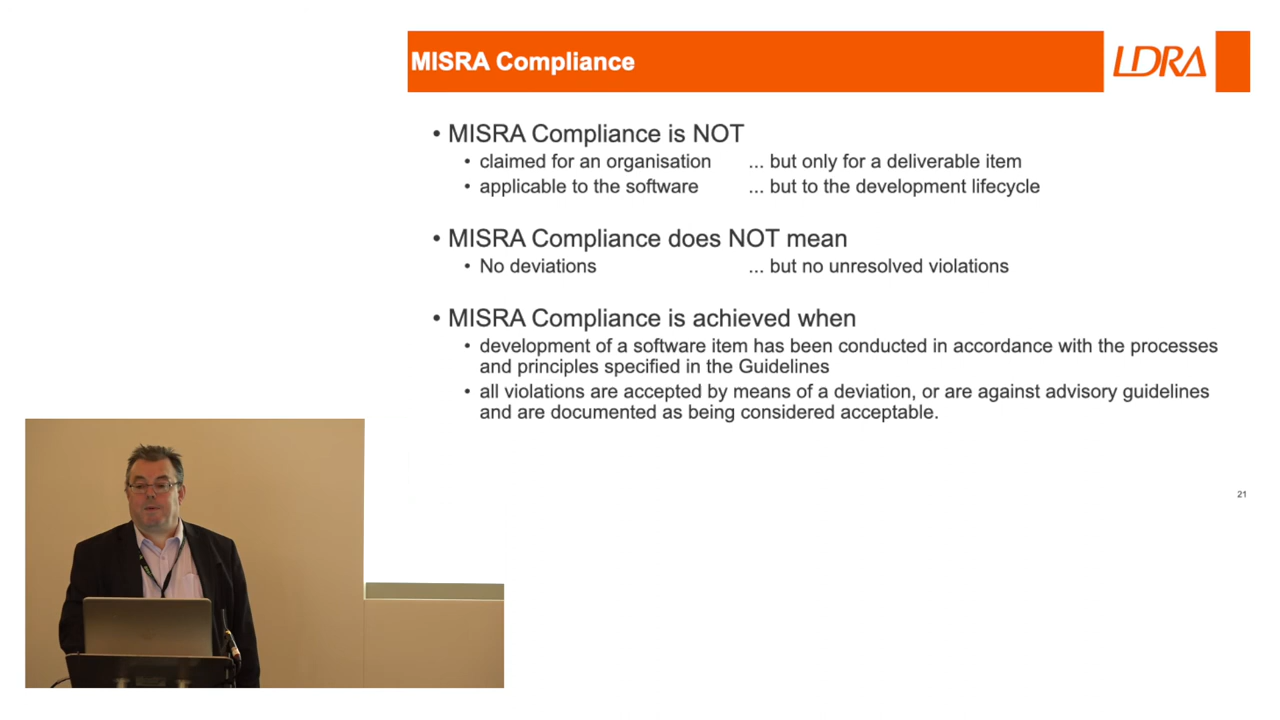 MISRA Compliance
LDRA
• MISRA Compliance is NOT
• claimed for an organisation ... but only for a deliverable item
• applicable to the software ... but to the development lifecycle
• MISRA Compliance does NOT mean
• No deviations ... but no unresolved violations
• MISRA Compliance is achieved when
• development of a software item has been conducted in accordance with the processes
and principles specified in the Guidelines
• all violations are accepted by means of a deviation, or are against advisory guidelines
and are documented as being considered acceptable.
21